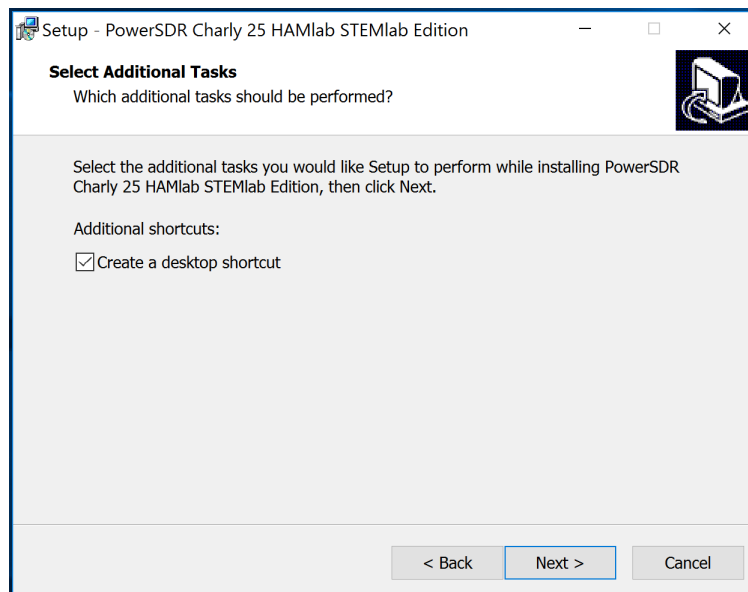 Setup - PowerSDR Charly 25 HAMlab STEMlab Edition
Select Additional Tasks
Which additional tasks should be performed?
Select the additional tasks you would like Setup to perform while installing PowerSDR
Charly 25 HAMlab STEMlab Edition, then click Next.
Additional shortcuts:
Create a desktop shortcut
< Back Next > Cancel